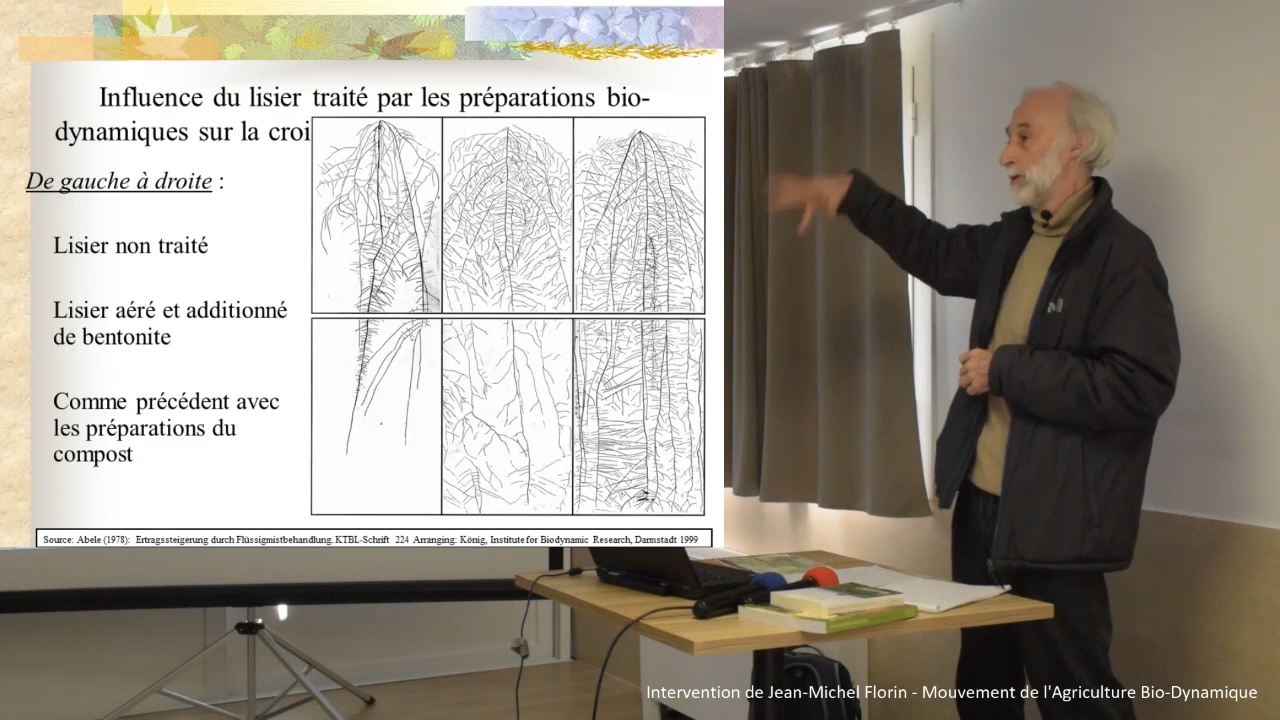 Influence du lisier traité par les préparations bio-
dynamiques sur la croi
De gauche à droite :
Lisier non traité
Lisier aéré et additionné
de bentonite
Comme précédent avec
les préparations du
compost
Source: Abele (1978): Ertragssteigerung durch Flüssigmistbehandlung. KTBL-Schrift 224 Arranging: König, Institute for Biodynamic Research, Darmstadt 1999
Intervention de Jean-Michel Florin - Mouvement de l'Agriculture Bio-Dynamique